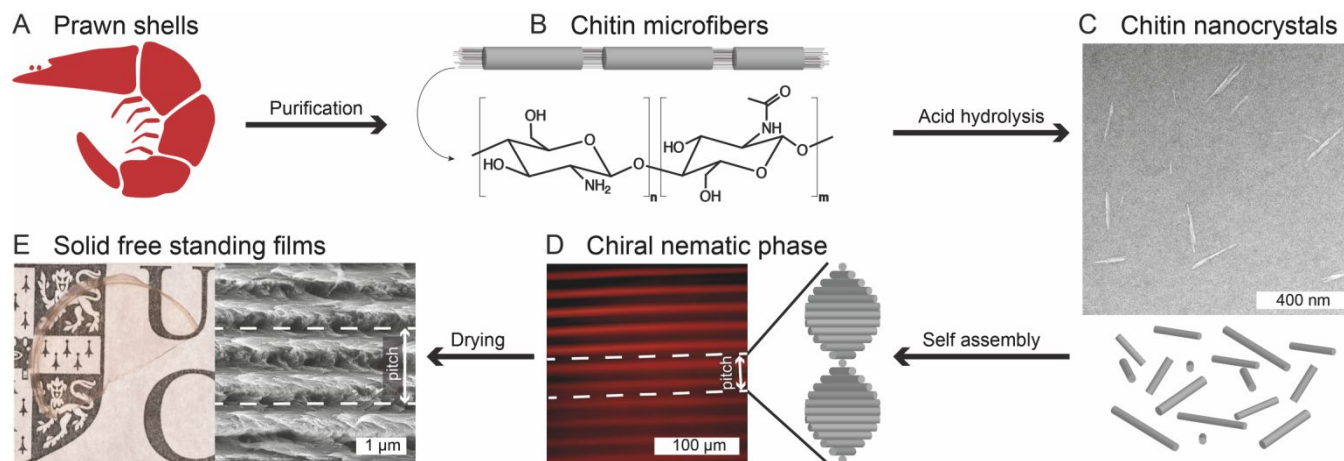 A Prawn shells
Purification
B Chitin microfibers
HO
OH
O
HO
NH2
n
O
O
NH
HO
O
OH
O
m
Acid hydrolysis
C Chitin nanocrystals
400 nm
Self assembly
D Chiral nematic phase
pitch
100 µm
Drying
E Solid free standing films
U
C
pitch
1 µm